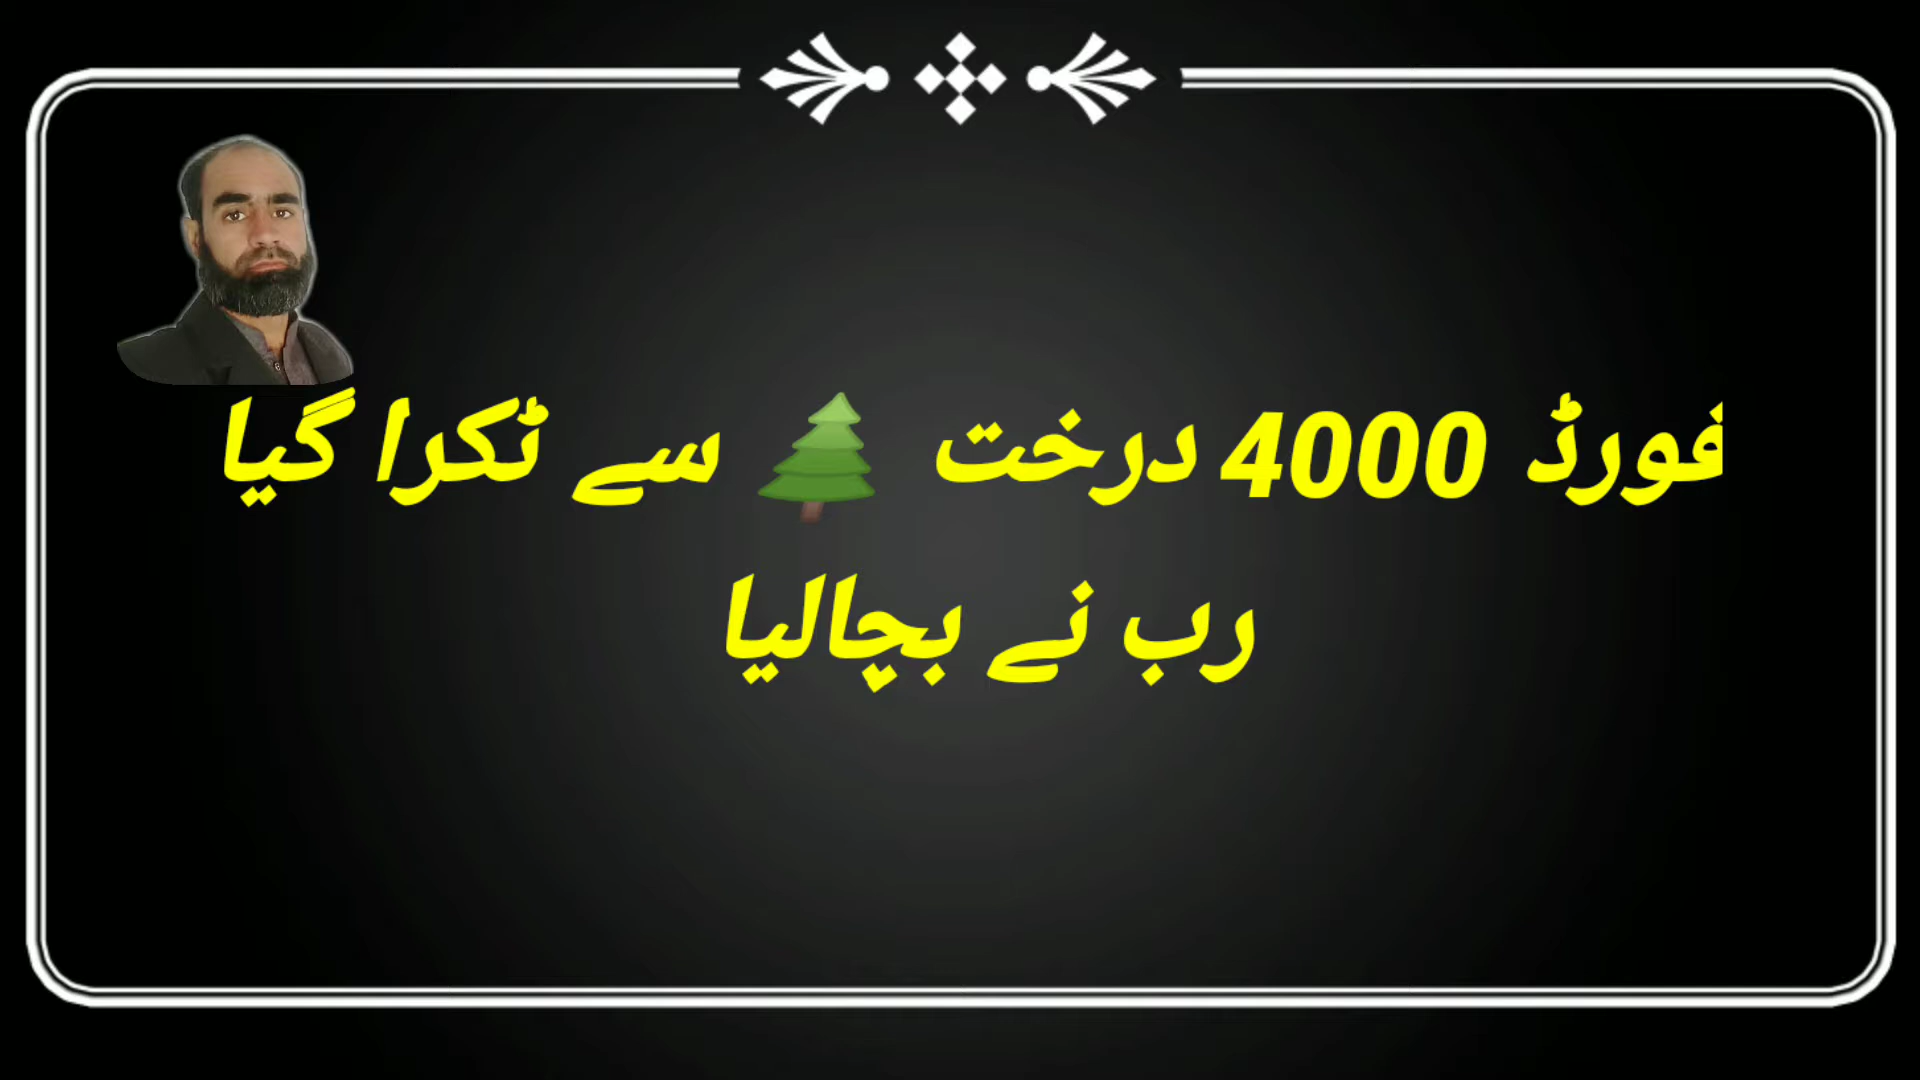 فورڈ 4000 درخت 🌲 سے ٹکرا گیا
رب نے بچالیا